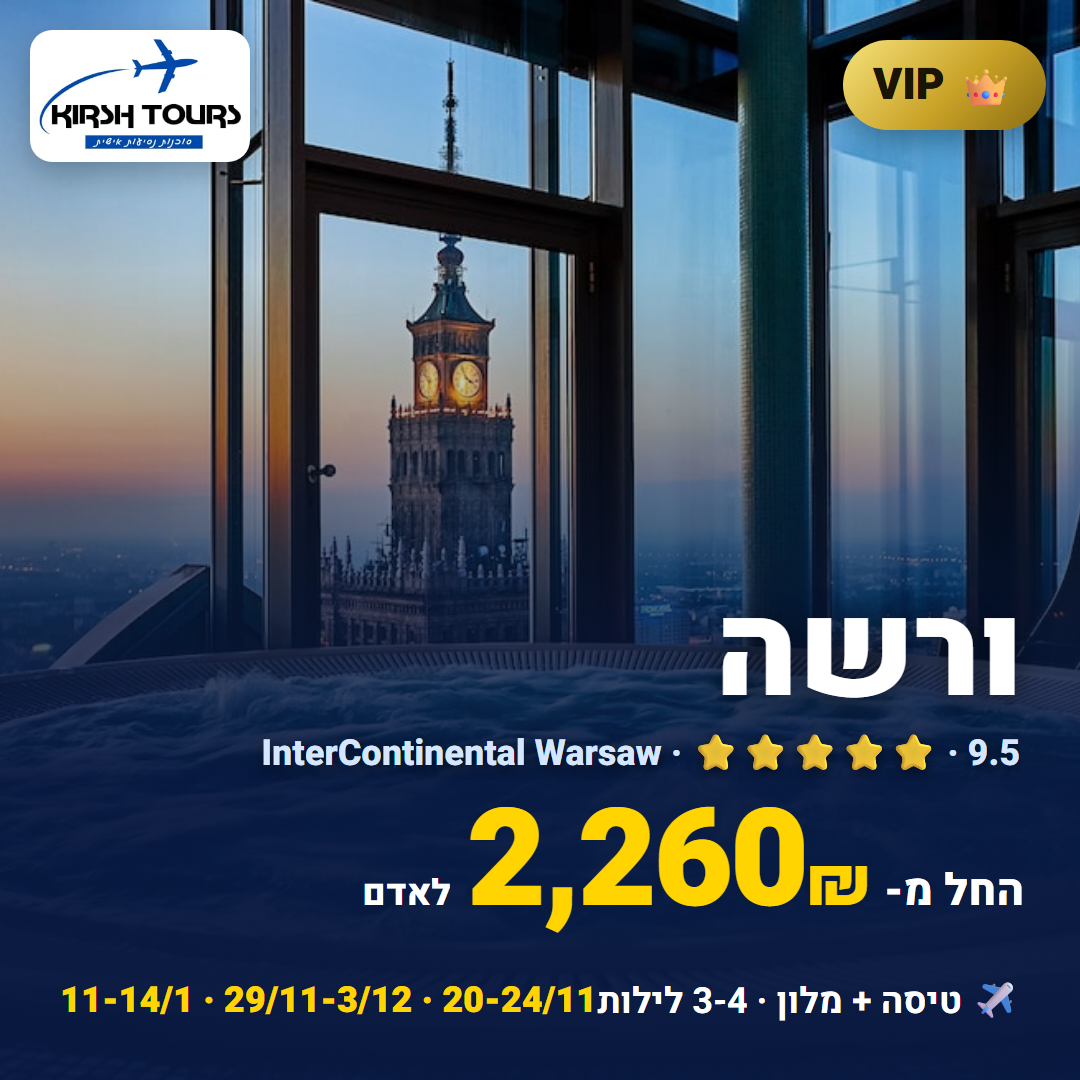 KIRSH TOURS
סוכנות נסיעות אישית
VIP
ורשה
InterContinental Warsaw · ⭐⭐⭐⭐⭐ · 9.5
החל מ- ₪2,260 לאדם
✈️ טיסה + מלון · 3-4 לילות 20-24/11 · 29/11-3/12 · 11-14/1